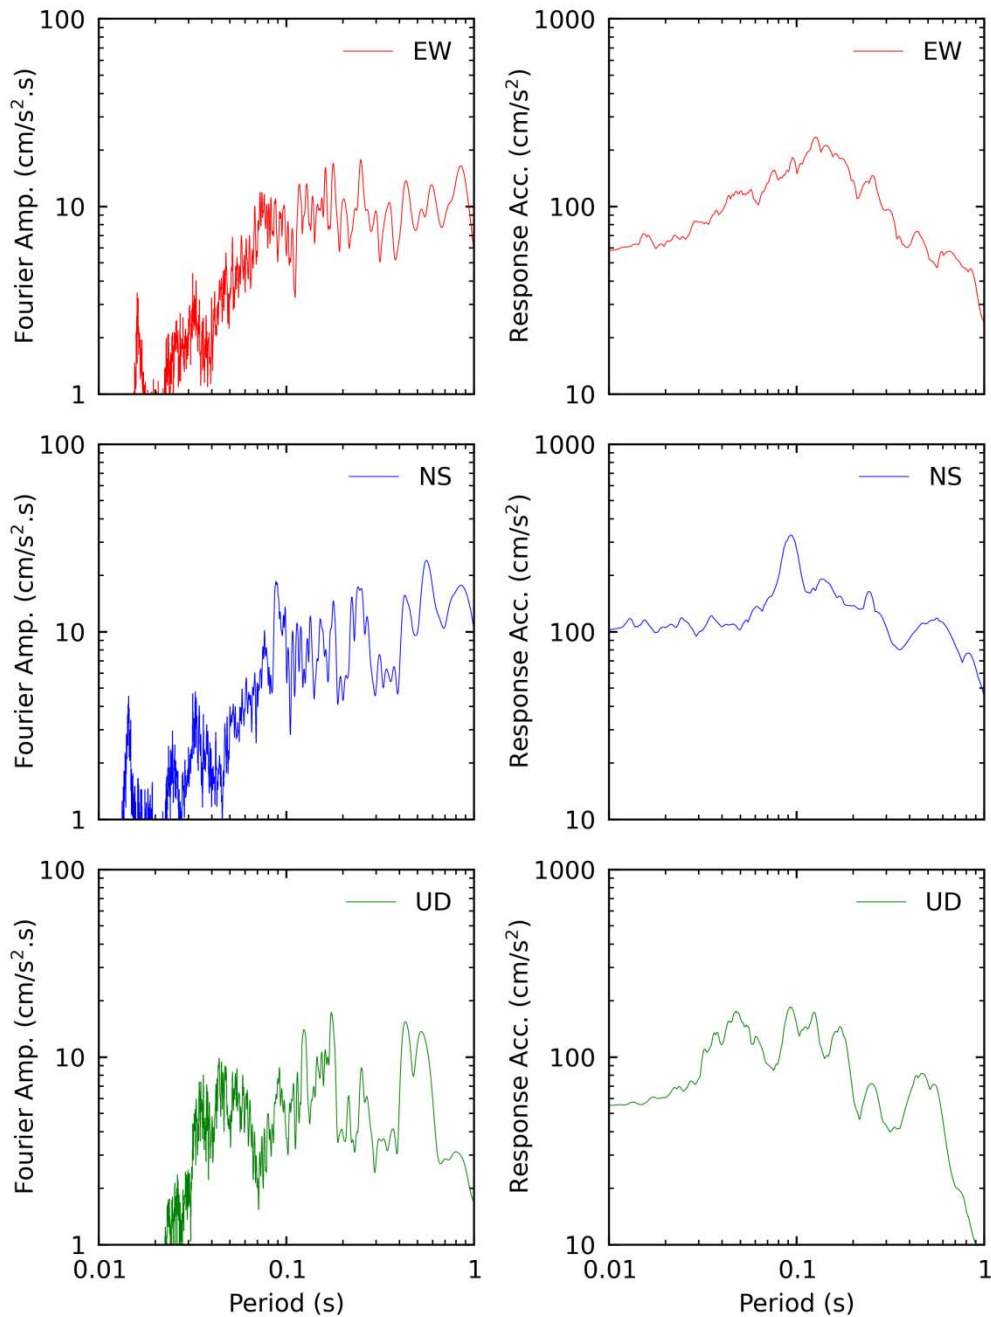 100
10
1
Fourier Amp. (cm/s².s)
EW
1000
100
10
Response Acc. (cm/s²)
EW
100
10
1
Fourier Amp. (cm/s².s)
NS
1000
100
10
Response Acc. (cm/s²)
NS
100
10
1
Fourier Amp. (cm/s².s)
UD
0.01 0.1 1
Period (s)
1000
100
10
Response Acc. (cm/s²)
UD
0.01 0.1 1
Period (s)